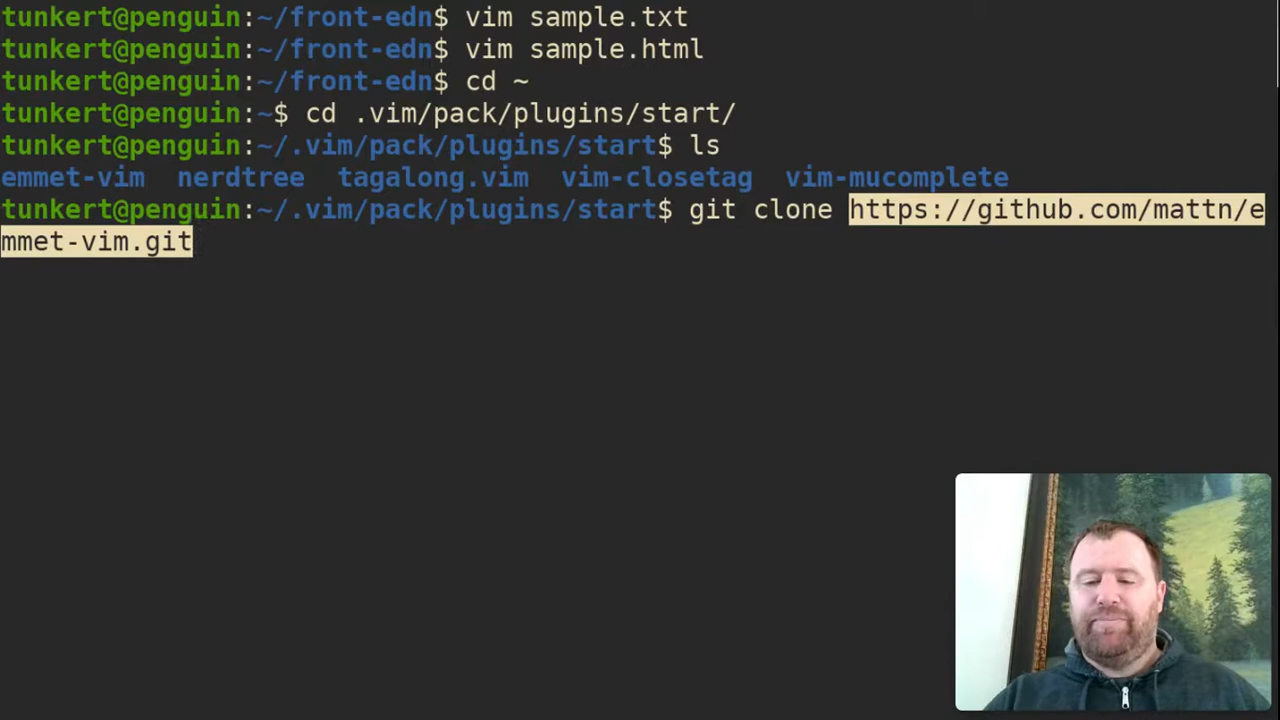 tunkert@penguin:~/front-edn$ vim sample.txt
tunkert@penguin:~/front-edn$ vim sample.html
tunkert@penguin:~/front-edn$ cd ~
tunkert@penguin:~$ cd .vim/pack/plugins/start/
tunkert@penguin:~/.vim/pack/plugins/start$ ls
emmet-vim  nerdtree  tagalong.vim  vim-closetag  vim-mucomplete
tunkert@penguin:~/.vim/pack/plugins/start$ git clone https://github.com/mattn/e
mmet-vim.git